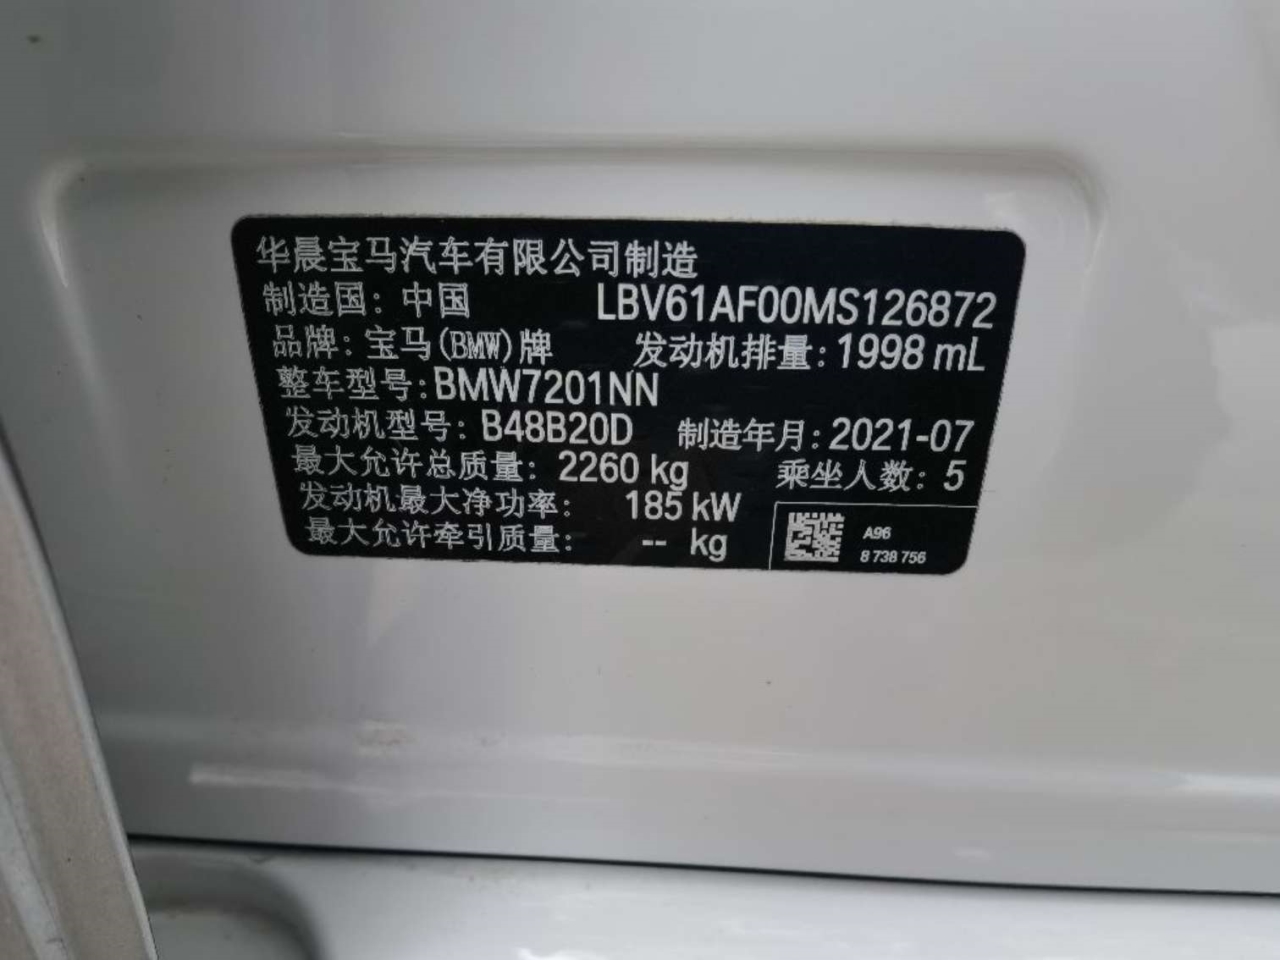 华晨宝马汽车有限公司制造
制造国：中国 LBV61AF00MS126872
品牌：宝马(BMW)牌 发动机排量：1998 mL
整车型号：BMW7201NN
发动机型号：B48B20D 制造年月：2021-07
最大允许总质量：2260 kg 乘坐人数：5
发动机最大净功率：185 kW
最大允许牵引质量：-- kg
A96
8 738 756